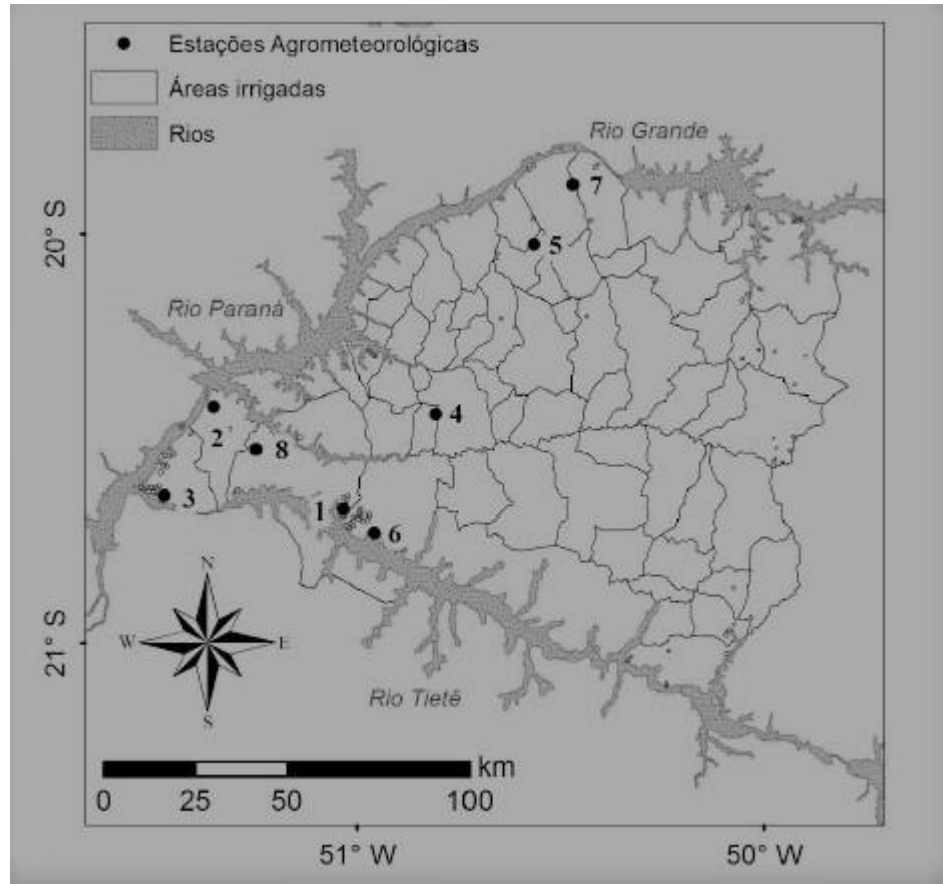 Estações Agrometeorológicas
Áreas irrigadas
Rios
Rio Grande
7
20° S
5
Rio Paraná
4
2
8
3
1
6
N
W
E
S
21° S
Rio Tietê
km
0 25 50 100
51° W 50° W